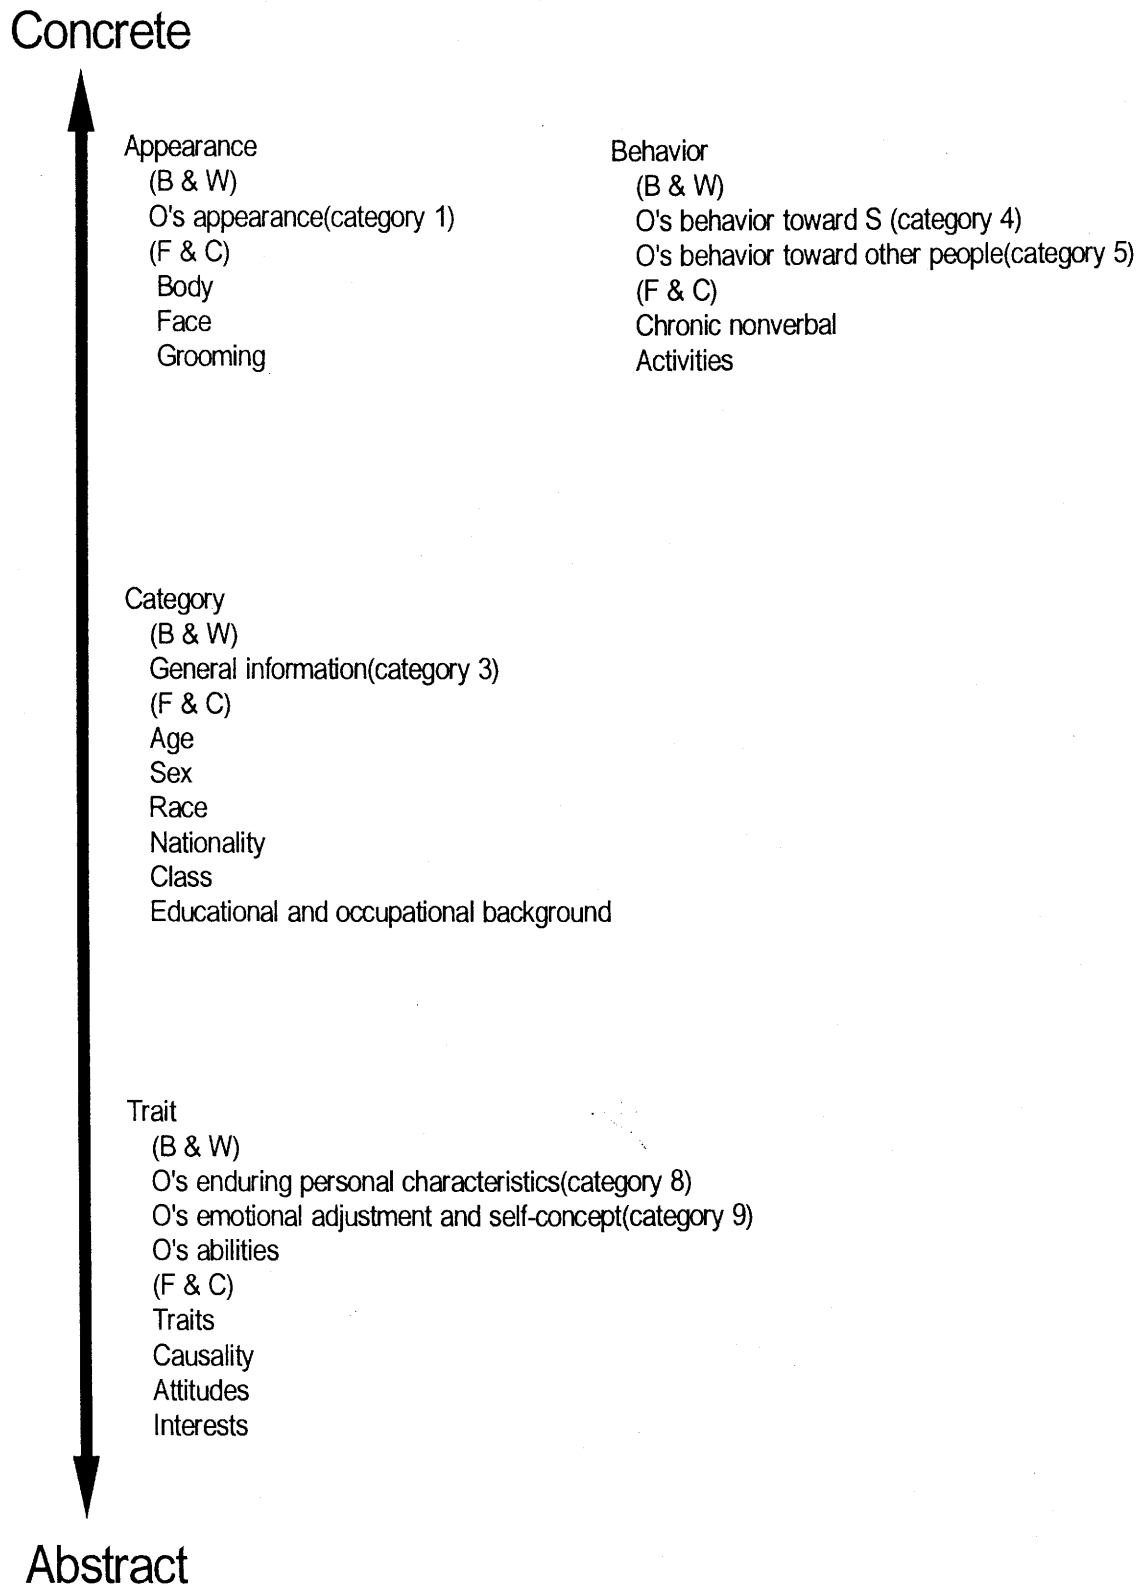 Concrete
Appearance
(B & W)
O's appearance(category 1)
(F & C)
Body
Face
Grooming
Behavior
(B & W)
O's behavior toward S (category 4)
O's behavior toward other people(category 5)
(F & C)
Chronic nonverbal
Activities
Category
(B & W)
General information(category 3)
(F & C)
Age
Sex
Race
Nationality
Class
Educational and occupational background
Trait
(B & W)
O's enduring personal characteristics(category 8)
O's emotional adjustment and self-concept(category 9)
O's abilities
(F & C)
Traits
Causality
Attitudes
Interests
Abstract